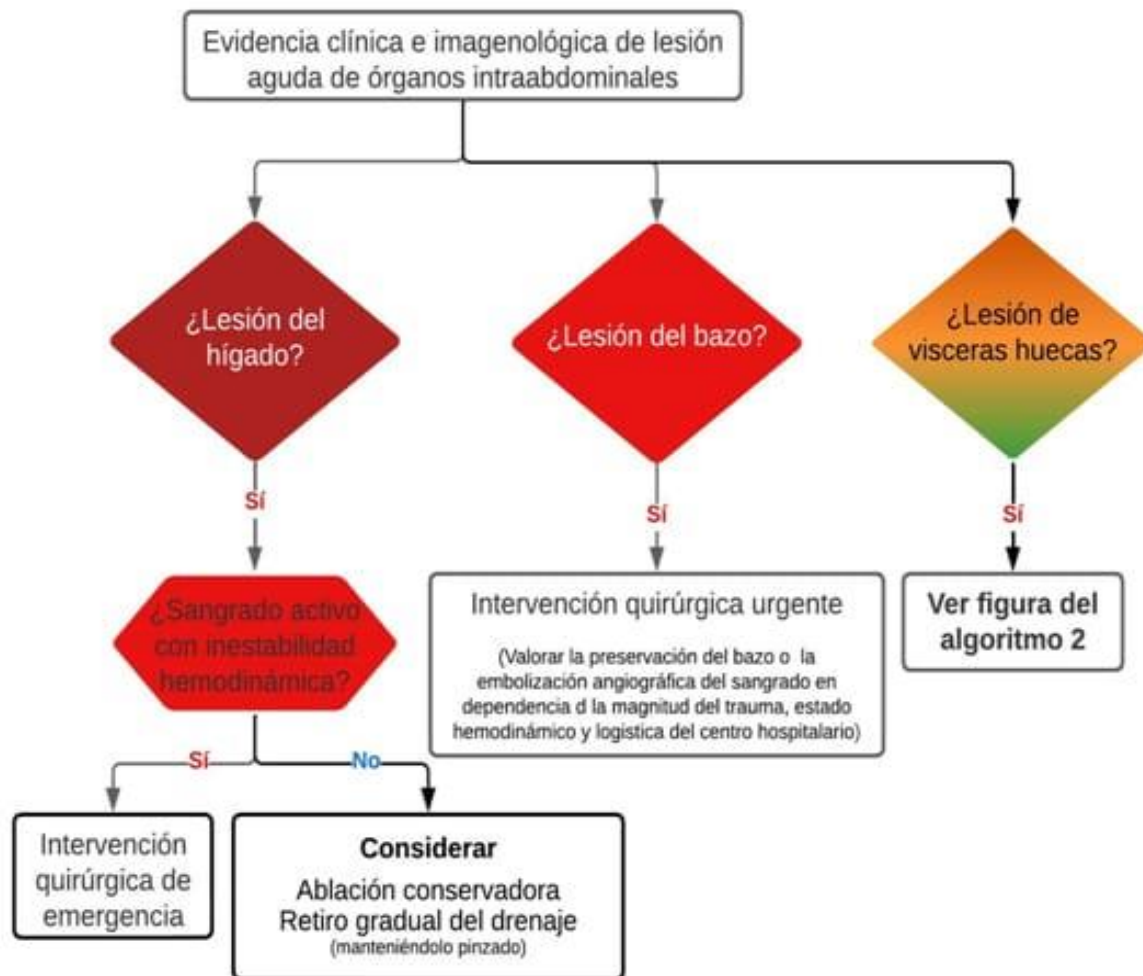 Evidencia clínica e imagenológica de lesión
aguda de órganos intraabdominales
¿Lesión del
hígado?
¿Lesión del bazo?
¿Lesión de
visceras huecas?
Sí
Sí
Sí
¿Sangrado activo
con inestabilidad
hemodinámica?
Intervención quirúrgica urgente
(Valorar la preservación del bazo o la
embolización angiográfica del sangrado en
dependencia d la magnitud del trauma, estado
hemodinámico y logística del centro hospitalario)
Ver figura del
algoritmo 2
Sí
No
Intervención
quirúrgica de
emergencia
Considerar
Ablación conservadora
Retiro gradual del drenaje
(manteniéndolo pinzado)